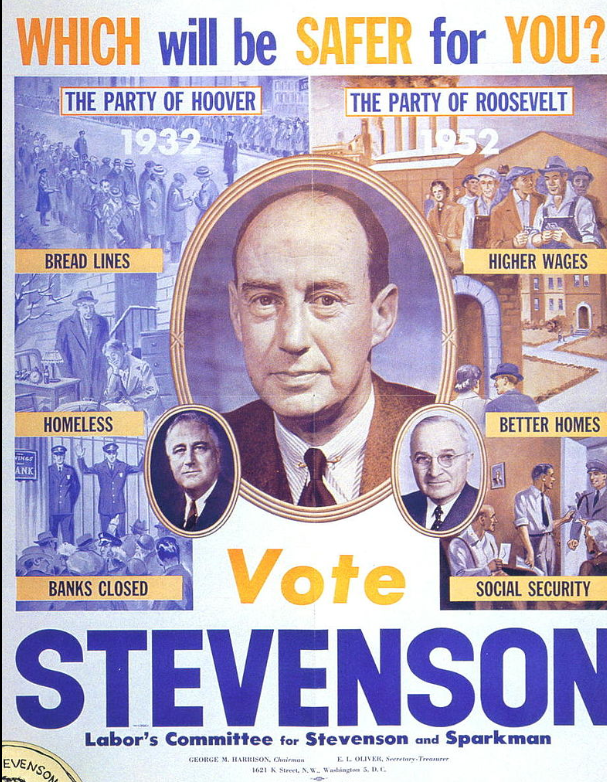 WHICH will be SAFER for YOU?
THE PARTY OF HOOVER
THE PARTY OF ROOSEVELT
1932
1952
BREAD LINES
HIGHER WAGES
HOMELESS
BETTER HOMES
BANK
BANKS CLOSED
SOCIAL SECURITY
Vote
STEVENSON
Labor's Committee for Stevenson and Sparkman
GEORGE M. HARRISON, Chairman E. L. OLIVER, Secretary-Treasurer
1621 K Street, N. W., Washington 5, D. C.